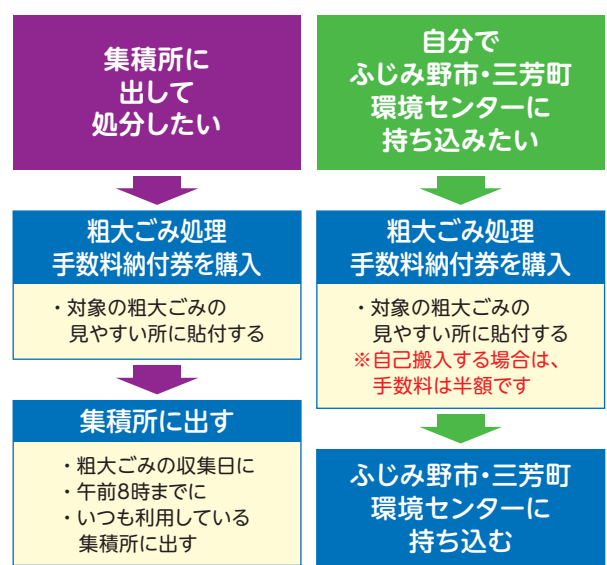 集積所に
出して
処分したい
粗大ごみ処理
手数料納付券を購入
・対象の粗大ごみの
見やすい所に貼付する
集積所に出す
・粗大ごみの収集日に
・午前8時までに
・いつも利用している
集積所に出す
自分で
ふじみ野市・三芳町
環境センターに
持ち込みたい
粗大ごみ処理
手数料納付券を購入
・対象の粗大ごみの
見やすい所に貼付する
※自己搬入する場合は、
手数料は半額です
ふじみ野市・三芳町
環境センターに
持ち込む